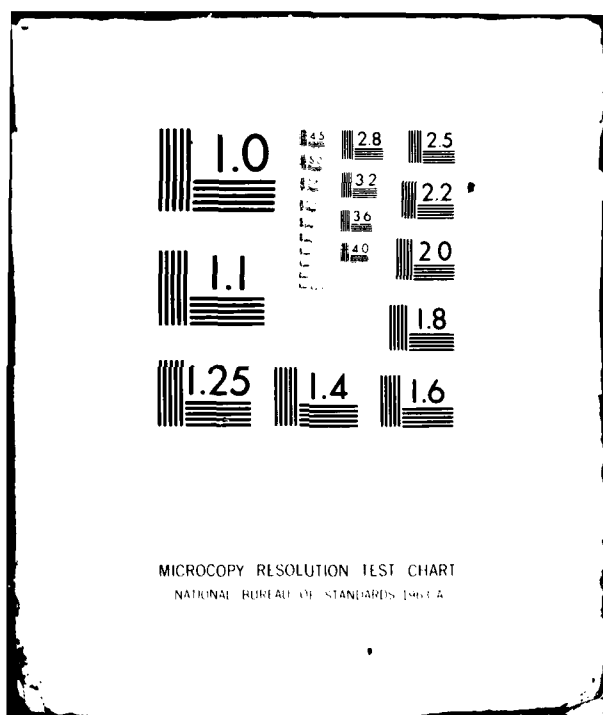 1.0
4.5 2.8 2.5
3.2 2.2
3.6
4.0 2.0
1.1
1.8
1.25 1.4 1.6
MICROCOPY RESOLUTION TEST CHART
NATIONAL BUREAU OF STANDARDS 1963 A